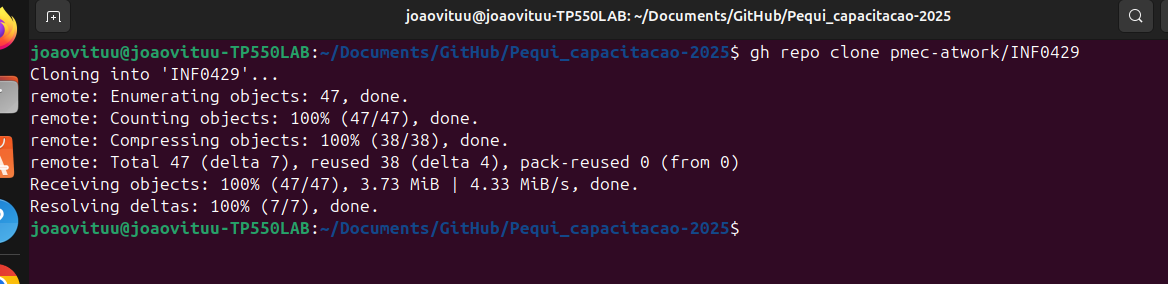 joaovituu@joaovituu-TP550LAB: ~/Documents/GitHub/Pequi_capacitacao-2025
joaovituu@joaovituu-TP550LAB:~/Documents/GitHub/Pequi_capacitacao-2025$ gh repo clone pmec-atwork/INF0429
Cloning into 'INF0429'...
remote: Enumerating objects: 47, done.
remote: Counting objects: 100% (47/47), done.
remote: Compressing objects: 100% (38/38), done.
remote: Total 47 (delta 7), reused 38 (delta 4), pack-reused 0 (from 0)
Receiving objects: 100% (47/47), 3.73 MiB | 4.33 MiB/s, done.
Resolving deltas: 100% (7/7), done.
joaovituu@joaovituu-TP550LAB:~/Documents/GitHub/Pequi_capacitacao-2025$